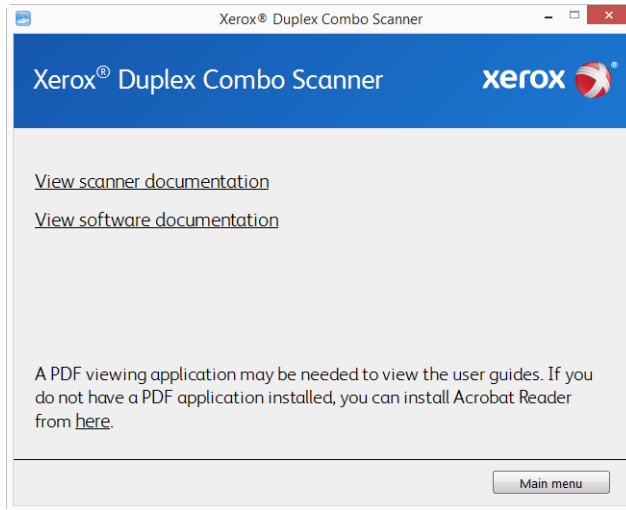 Xerox® Duplex Combo Scanner
Xerox® Duplex Combo Scanner
xerox®
View scanner documentation
View software documentation
A PDF viewing application may be needed to view the user guides. If you
do not have a PDF application installed, you can install Acrobat Reader
from here.
Main menu